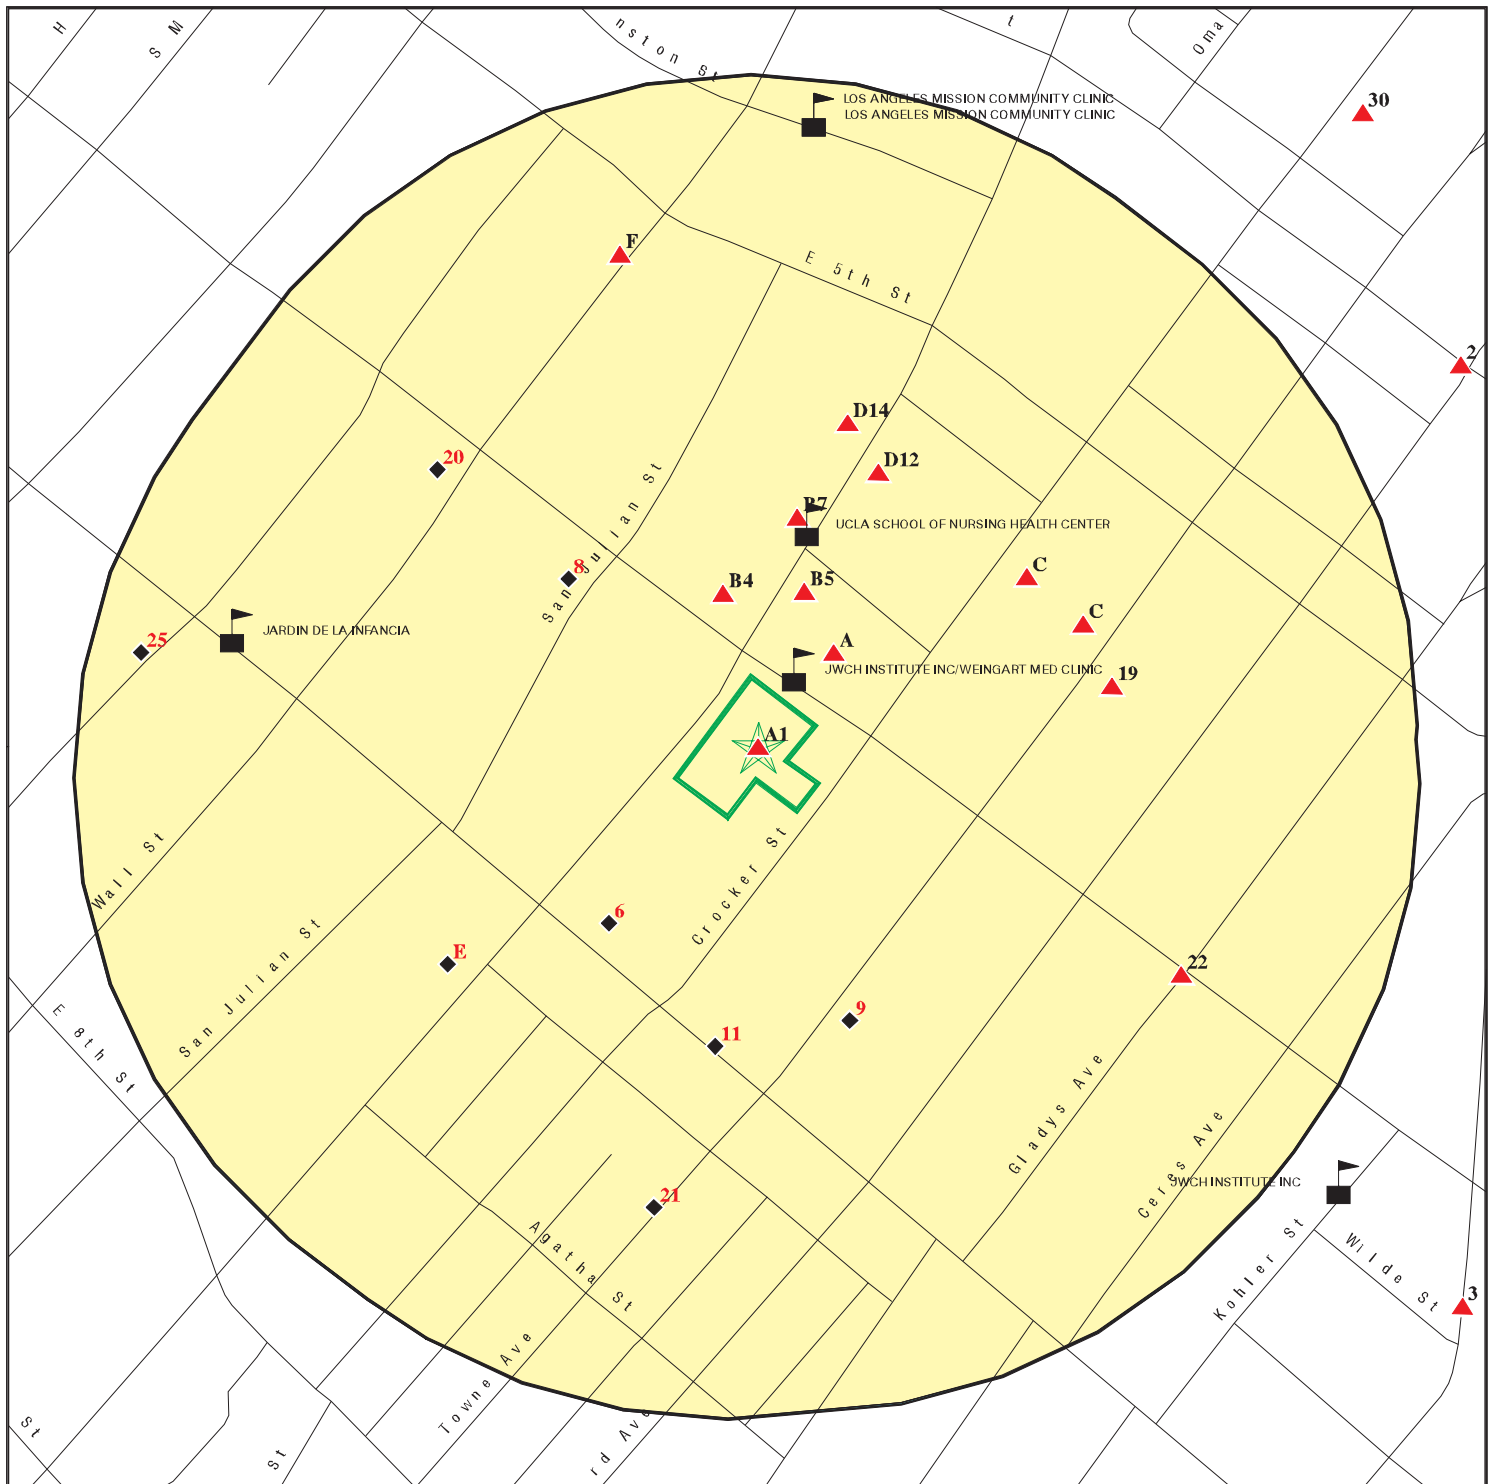 H
S M
nston St
t
Oma
LOS ANGELES MISSION COMMUNITY CLINIC
LOS ANGELES MISSION COMMUNITY CLINIC
30
F
E 5th St
2
D14
20
D12
San Julian St
B7
UCLA SCHOOL OF NURSING HEALTH CENTER
8
B4
B5
C
C
25
JARDIN DE LA INFANCIA
A
JWCH INSTITUTE INC/WEINGART MED CLINIC
19
A1
Wall St
Crocker St
6
San Julian St
E
22
9
11
E 8th St
Gladys Ave
Ceres Ave
JWCH INSTITUTE INC
21
Agatha St
Kohler St
Wilde St
3
Towne Ave
rd Ave
St
St